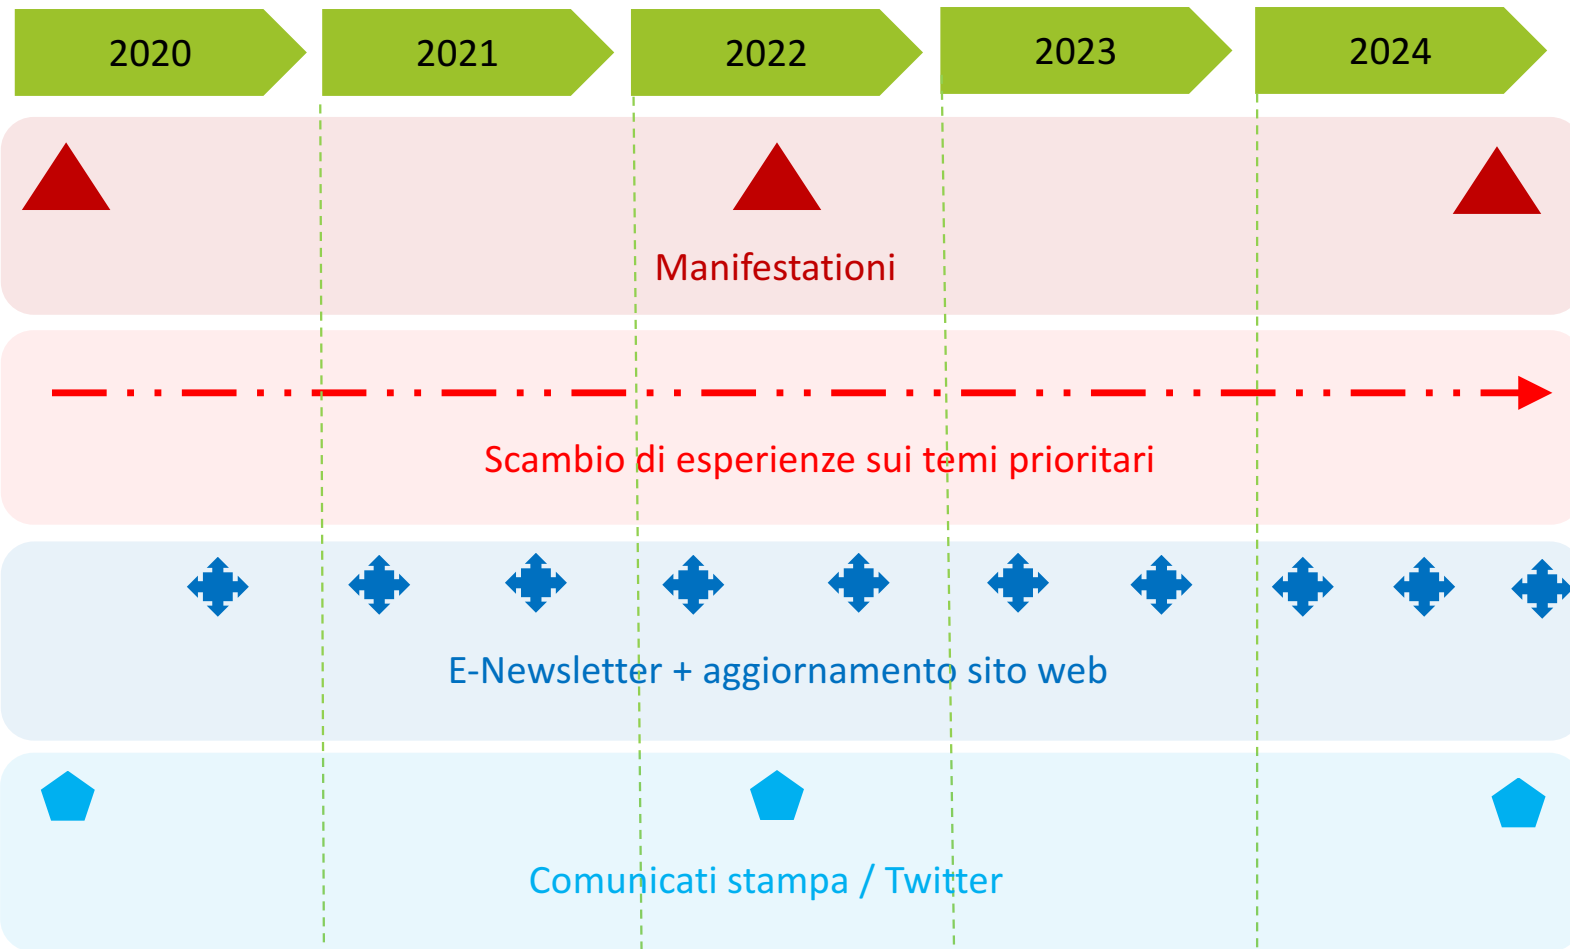 2020
2021
2022
2023
2024
Manifestationi
Scambio di esperienze sui temi prioritari
E-Newsletter + aggiornamento sito web
Comunicati stampa / Twitter